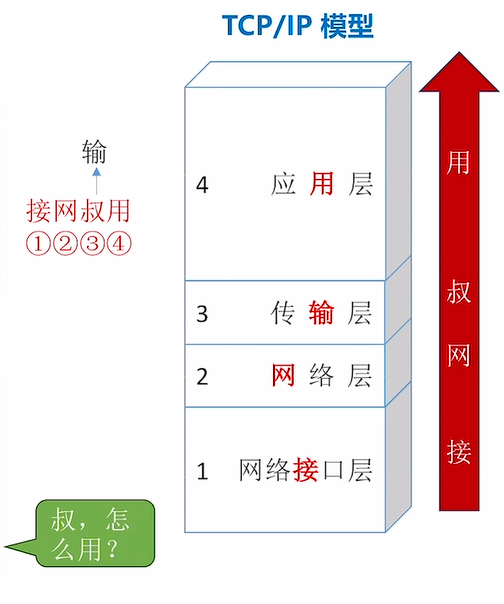 TCP/IP 模型
输
接网叔用
①②③④
4 应用层
3 传输层
2 网络层
1 网络接口层
用
叔
网
接
叔，怎
么用？